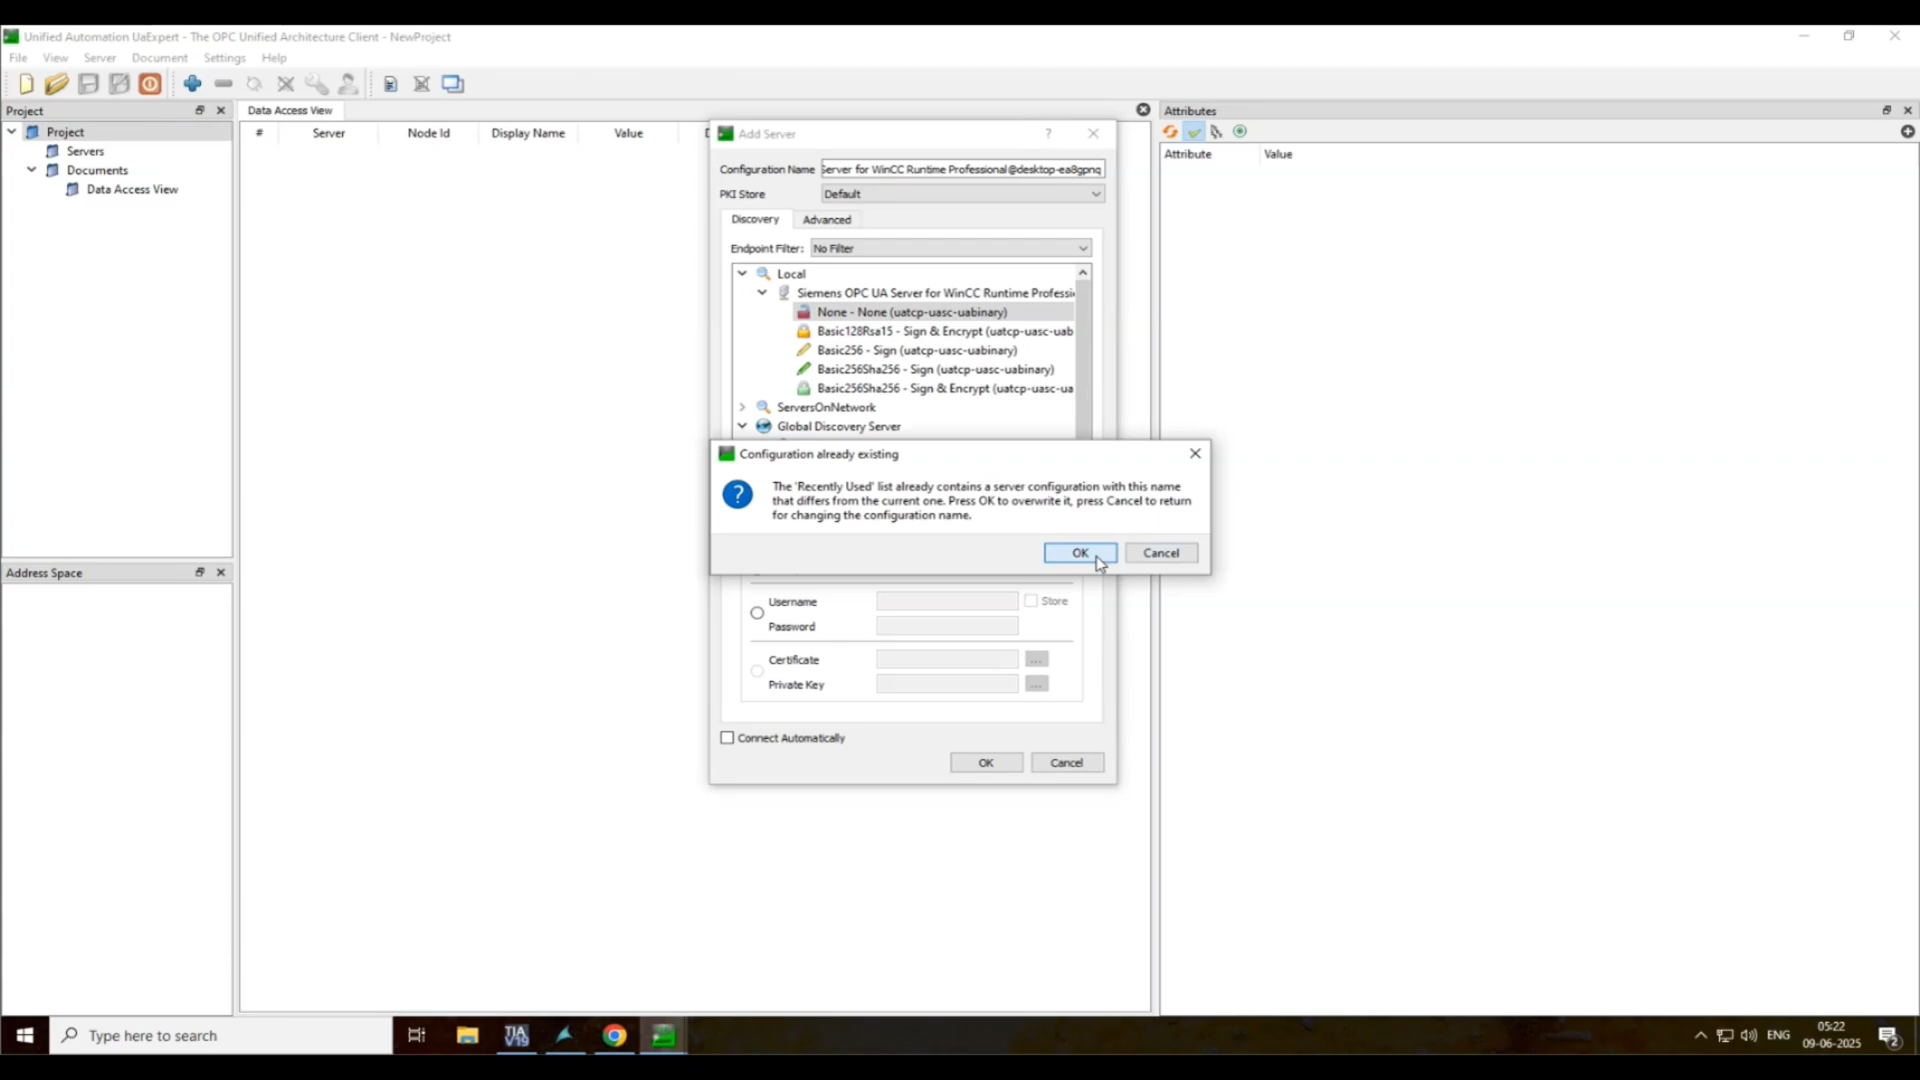 Unified Automation UaExpert - The OPC Unified Architecture Client - NewProject
File View Server Document Settings Help
Project
Data Access View
Attributes
Project
# Server Node Id Display Name Value
Add Server
?
Servers
Attribute Value
Documents
Configuration Name Server for WinCC Runtime Professional@desktop-ea8gpnq
Data Access View
PKI Store Default
Discovery Advanced
Endpoint Filter: No Filter
Local
Siemens OPC UA Server for WinCC Runtime Professi
None - None (uatcp-uasc-uabinary)
Basic128Rsa15 - Sign & Encrypt (uatcp-uasc-uab
Basic256 - Sign (uatcp-uasc-uabinary)
Basic256Sha256 - Sign (uatcp-uasc-uabinary)
Basic256Sha256 - Sign & Encrypt (uatcp-uasc-ua
ServersOnNetwork
Global Discovery Server
Configuration already existing
The 'Recently Used' list already contains a server configuration with this name
that differs from the current one. Press OK to overwrite it, press Cancel to return
for changing the configuration name.
OK Cancel
Address Space
Username Store
Password
Certificate ...
Private Key ...
Connect Automatically
OK Cancel
Type here to search
TIA V19
ENG
05:22
09-06-2025
2